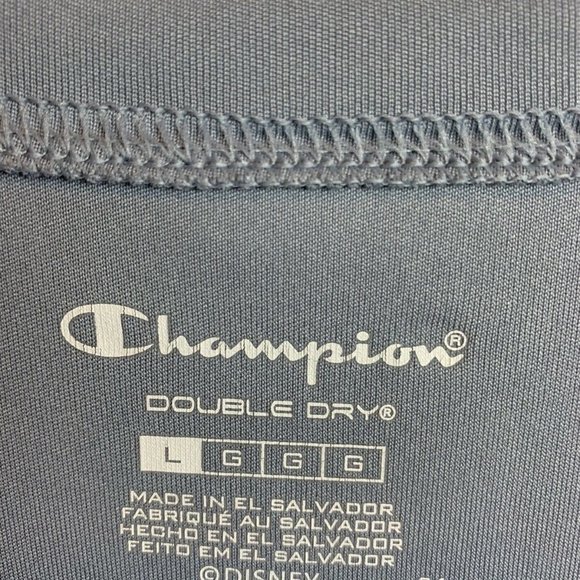 Champion®
DOUBLE DRY®
L G G G
MADE IN EL SALVADOR
FABRIQUÉ AU SALVADOR
HECHO EN EL SALVADOR
FEITO EM EL SALVADOR
©DISNEY